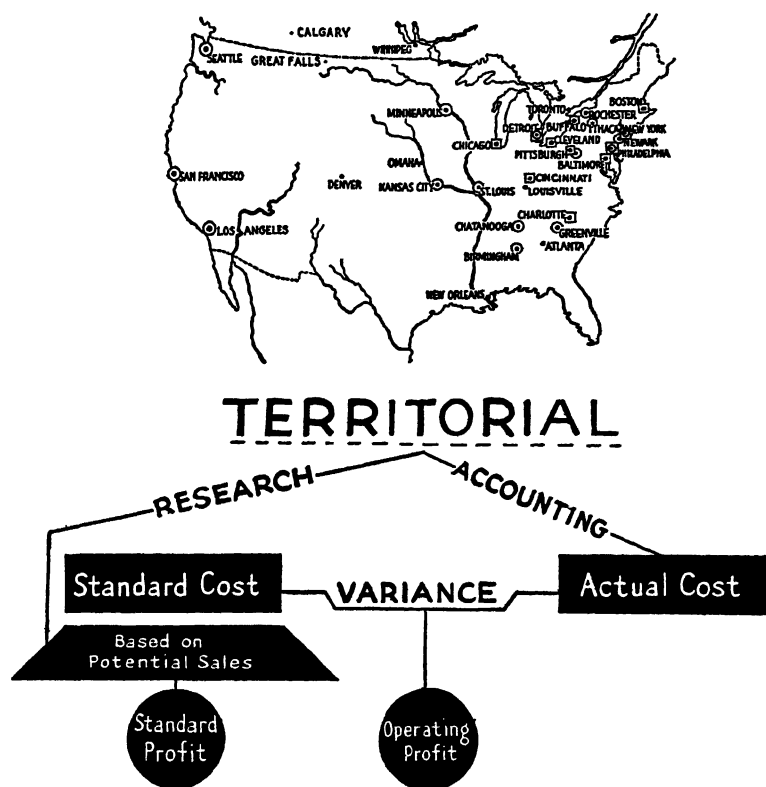 CALGARY
WINNIPEG
SEATTLE
GREAT FALLS
MINNEAPOLIS
TORONTO
BOSTON
ROCHESTER
DETROIT
BUFFALO
ITHACA
NEW YORK
CHICAGO
CLEVELAND
NEWARK
PITTSBURGH
PHILADELPHIA
BALTIMORE
OMAHA
SAN FRANCISCO
DENVER
KANSAS CITY
ST. LOUIS
CINCINNATI
LOUISVILLE
LOS ANGELES
CHARLOTTE
CHATANOOGA
GREENVILLE
BIRMINGHAM
ATLANTA
NEW ORLEANS
TERRITORIAL
RESEARCH
ACCOUNTING
Standard Cost
VARIANCE
Actual Cost
Based on
Potential Sales
Standard
Profit
Operating
Profit